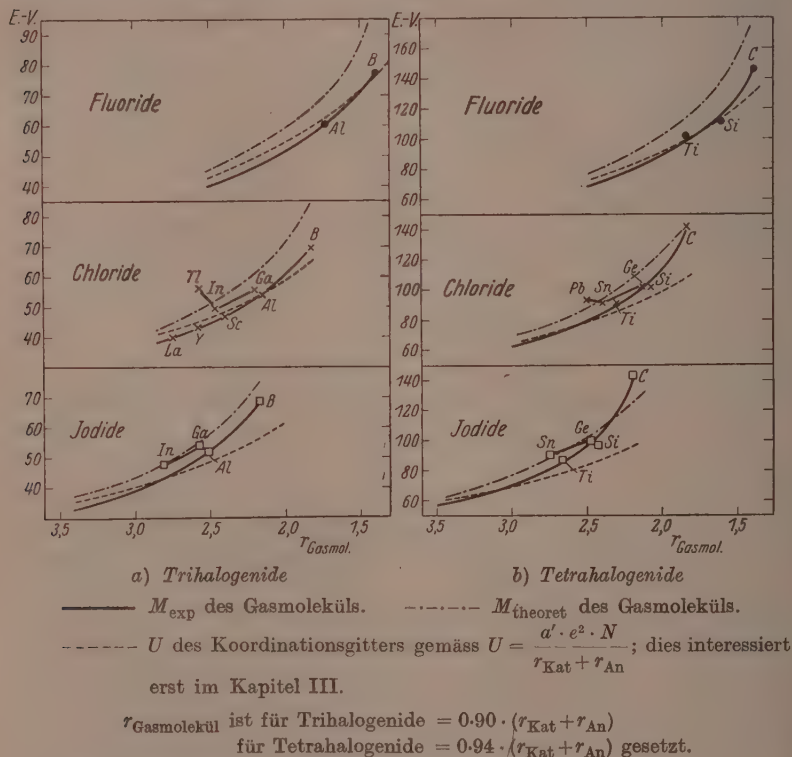 E.-V.
90
80
70
60
50
40
Fluoride
B
Al
80
70
60
50
40
Chloride
Tl
In
Ga
B
Al
Sc
Y
La
70
60
50
40
Jodide
In
Ga
B
Al
3,5
3,0
2,5
2,0
1,5
rGasmol.
a) Trihalogenide
E.-V.
160
140
120
100
80
60
Fluoride
C
Si
Ti
140
120
100
80
60
Chloride
Pb
Sn
Ge
Si
C
Ti
140
120
100
80
60
Jodide
Sn
Ge
Si
C
Ti
3,5
3,0
2,5
2,0
1,5
rGasmol.
b) Tetrahalogenide
Mexp des Gasmoleküls. Mtheoret des Gasmoleküls.
U des Koordinationsgitters gemäss U = a′ · e² · N / rKat + rAn; dies interessiert
erst im Kapitel III.
rGasmolekül ist für Trihalogenide = 0·90 · (rKat + rAn)
für Tetrahalogenide = 0·94 · (rKat + rAn) gesetzt.